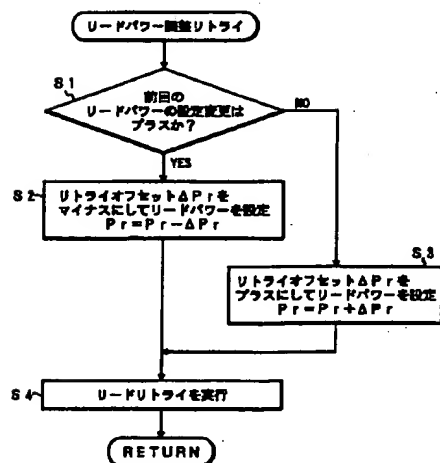 リードパワー調整リトライ
S1
前回の
リードパワーの設定変更は
プラスか?
NO
YES
S2
リトライオフセットΔPrを
マイナスにしてリードパワーを設定
Pr=Pr-ΔPr
S3
リトライオフセットΔPrを
プラスにしてリードパワーを設定
Pr=Pr+ΔPr
S4
リードリトライを実行
RETURN